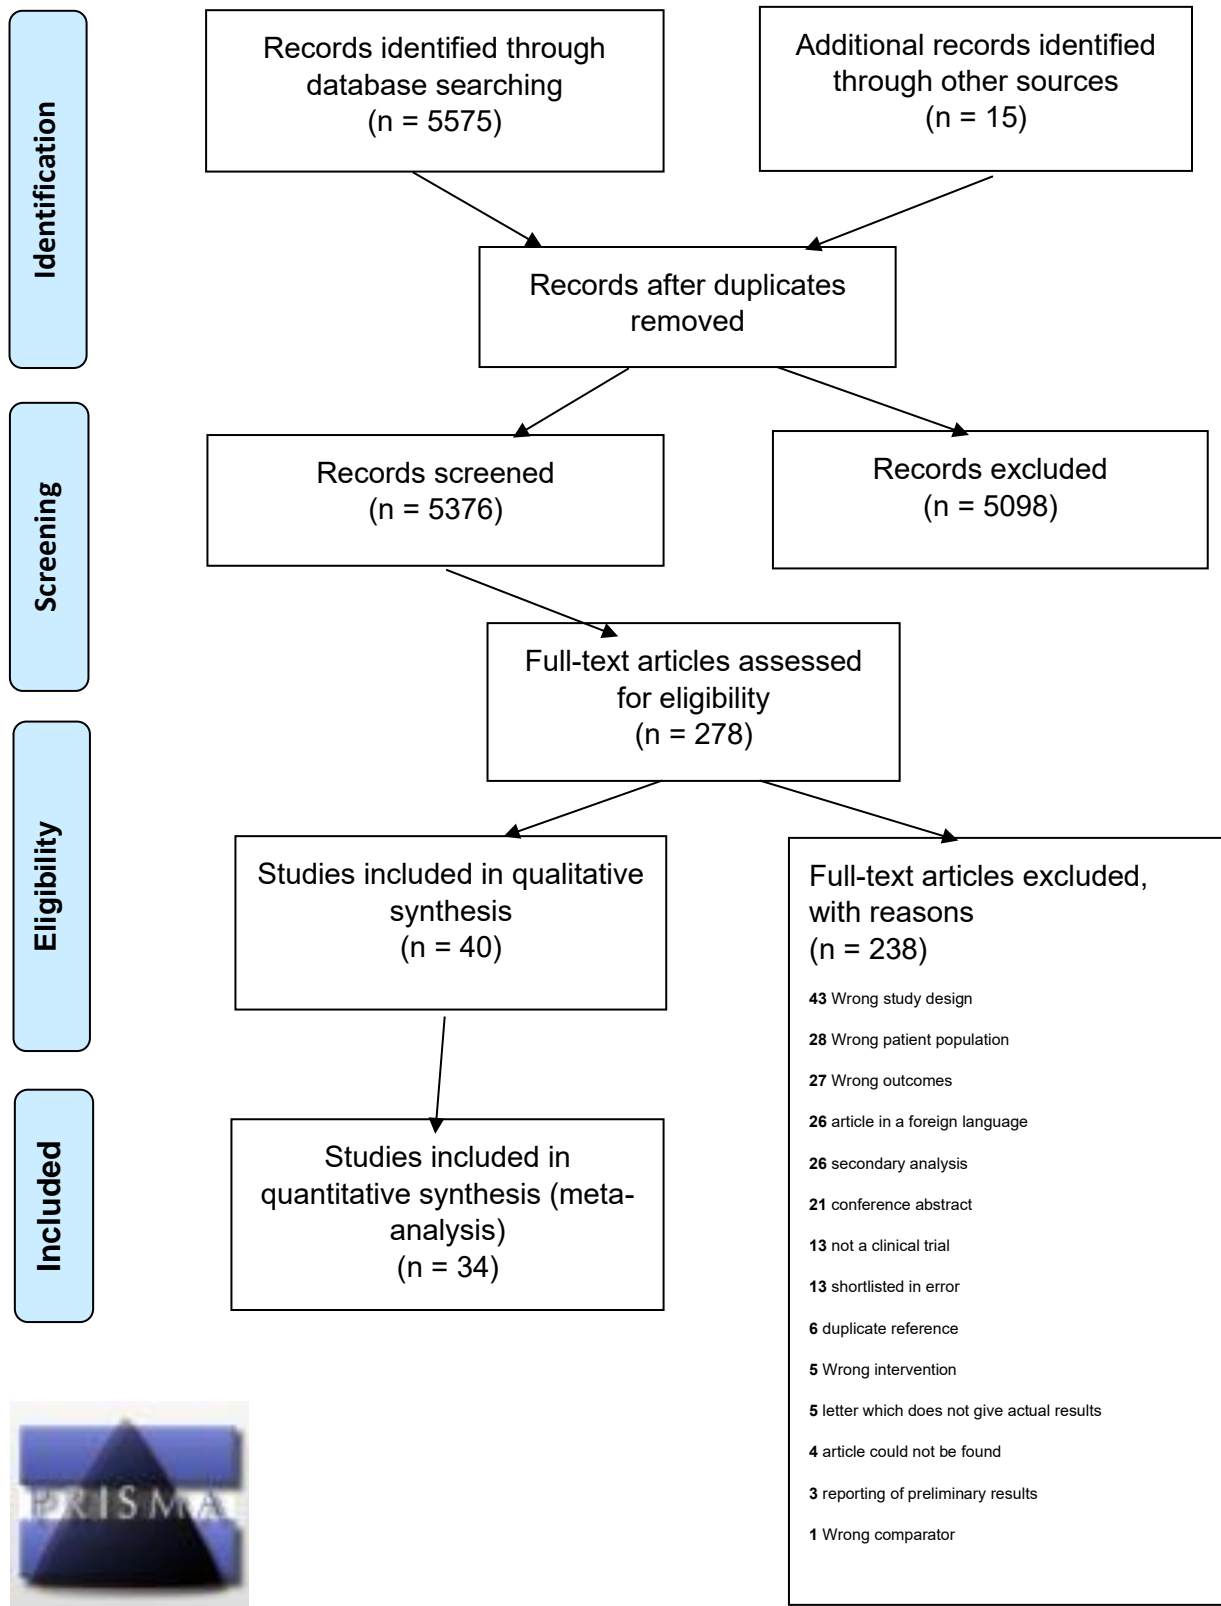 Identification
Records identified through
database searching
(n = 5575)
Additional records identified
through other sources
(n = 15)
Records after duplicates
removed
Screening
Records screened
(n = 5376)
Records excluded
(n = 5098)
Full-text articles assessed
for eligibility
(n = 278)
Eligibility
Studies included in qualitative
synthesis
(n = 40)
Full-text articles excluded,
with reasons
(n = 238)
43 Wrong study design
28 Wrong patient population
27 Wrong outcomes
26 article in a foreign language
26 secondary analysis
21 conference abstract
13 not a clinical trial
13 shortlisted in error
6 duplicate reference
5 Wrong intervention
5 letter which does not give actual results
4 article could not be found
3 reporting of preliminary results
1 Wrong comparator
Included
Studies included in
quantitative synthesis (meta-
analysis)
(n = 34)
PRISMA